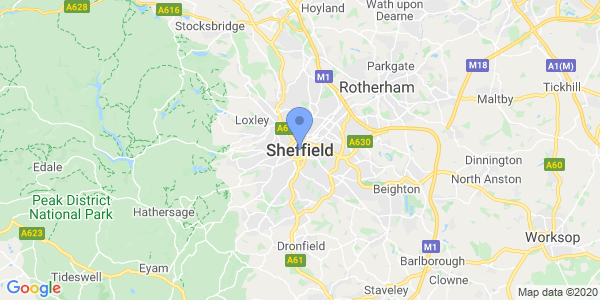 A628
A616
Hoyland
Wath upon
Dearne
Stocksbridge
M1
Parkgate
M18
A1(M)
Rotherham
Tickhill
Maltby
Loxley
A6
Sheffield
A630
Dinnington
A60
Edale
North Anston
Beighton
Peak District
National Park
Hathersage
A623
Dronfield
M1
Worksop
Eyam
A61
Barlborough
Tideswell
Clowne
Staveley
Google
Map data ©2020